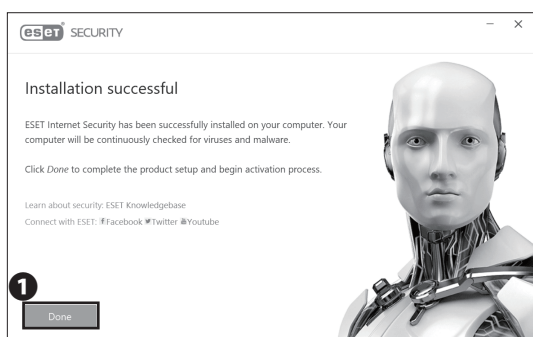 eset SECURITY
Installation successful
ESET Internet Security has been successfully installed on your computer. Your
computer will be continuously checked for viruses and malware.
Click Done to complete the product setup and begin activation process.
Learn about security: ESET Knowledgebase
Connect with ESET: Facebook Twitter Youtube
1
Done